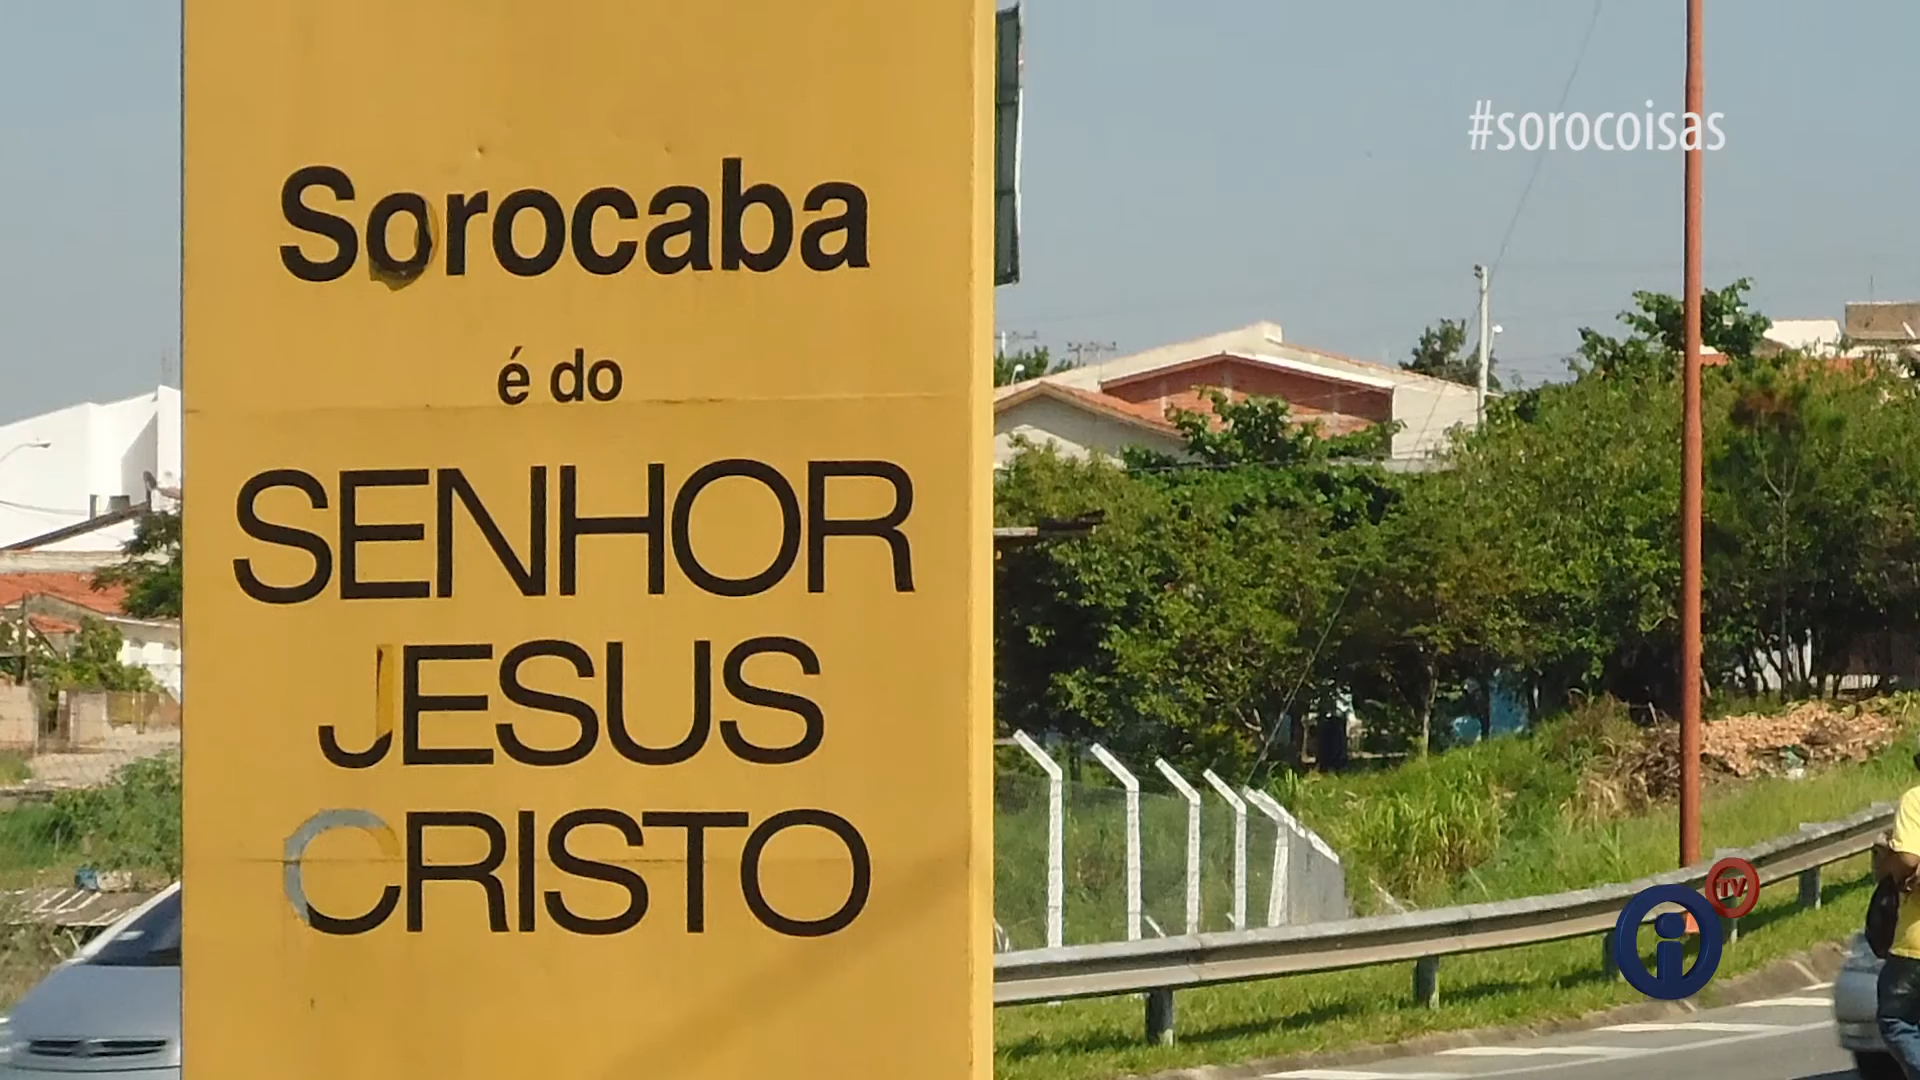 #sorocoisas
Sorocaba
é do
SENHOR
JESUS
CRISTO
i TV